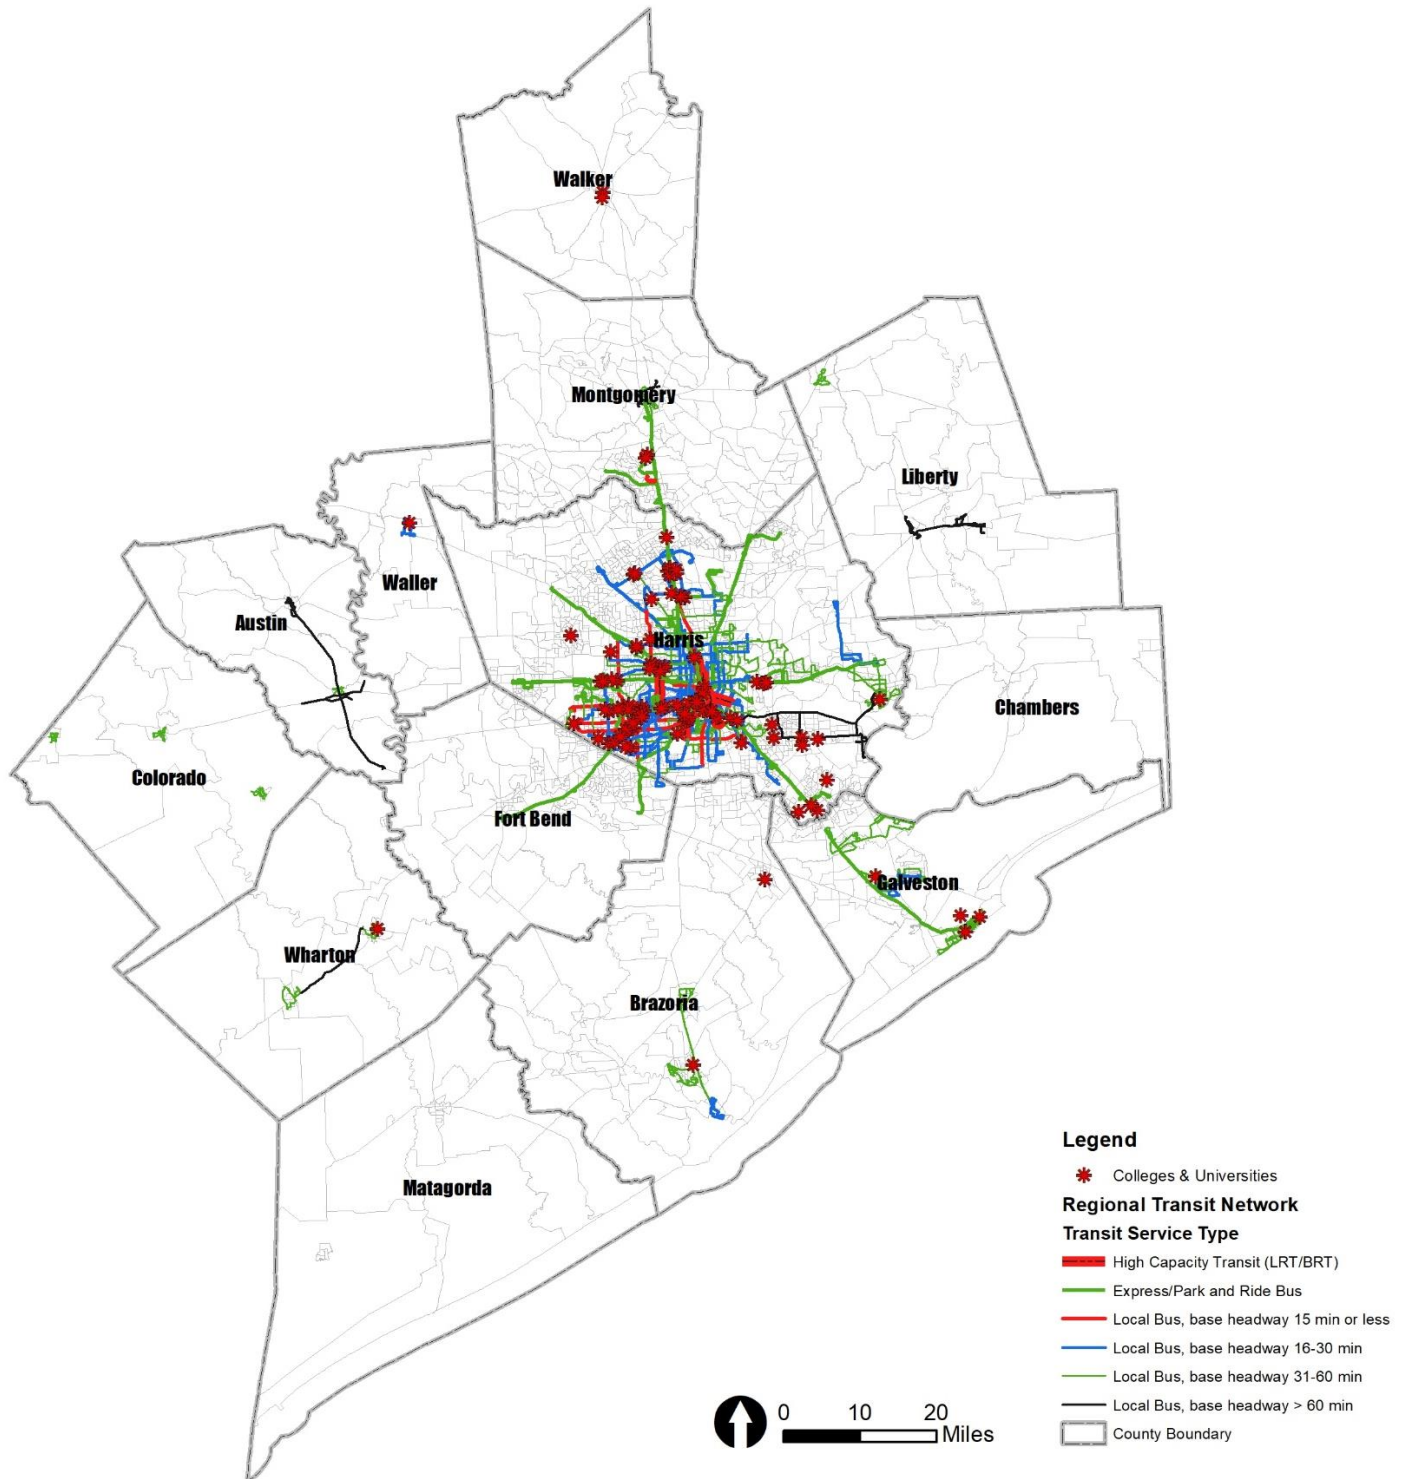 Walker
Montgomery
Liberty
Waller
Austin
Harris
Chambers
Colorado
Fort Bend
Galveston
Wharton
Brazoria
Matagorda
Legend
Colleges & Universities
Regional Transit Network
Transit Service Type
High Capacity Transit (LRT/BRT)
Express/Park and Ride Bus
Local Bus, base headway 15 min or less
Local Bus, base headway 16-30 min
Local Bus, base headway 31-60 min
Local Bus, base headway > 60 min
County Boundary
0 10 20
Miles